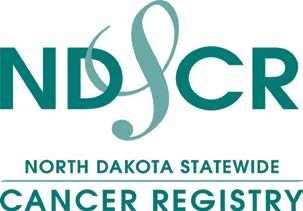 NDSCR
NORTH DAKOTA STATEWIDE
CANCER REGISTRY